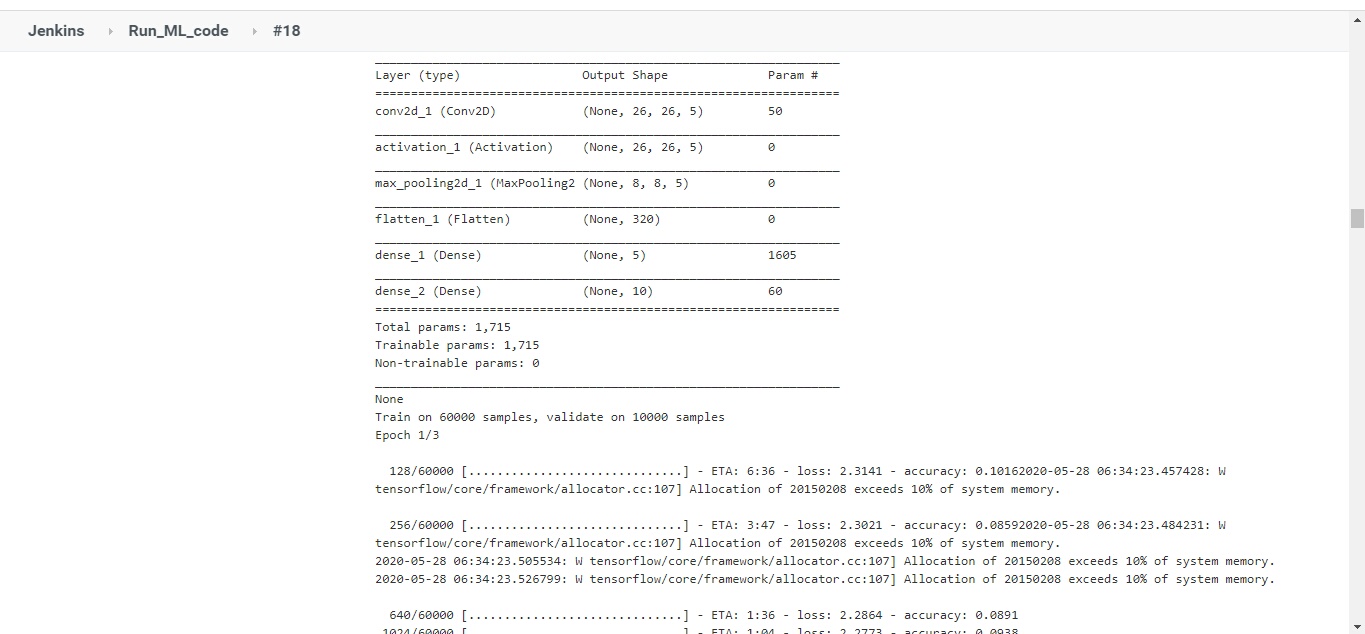 Jenkins Run_ML_code #18
Layer (type) Output Shape Param #
=================================================================
conv2d_1 (Conv2D) (None, 26, 26, 5) 50
activation_1 (Activation) (None, 26, 26, 5) 0
max_pooling2d_1 (MaxPooling2 (None, 8, 8, 5) 0
flatten_1 (Flatten) (None, 320) 0
dense_1 (Dense) (None, 5) 1605
dense_2 (Dense) (None, 10) 60
=================================================================
Total params: 1,715
Trainable params: 1,715
Non-trainable params: 0
None
Train on 60000 samples, validate on 10000 samples
Epoch 1/3
128/60000 [..............................] - ETA: 6:36 - loss: 2.3141 - accuracy: 0.10162020-05-28 06:34:23.457428: W
tensorflow/core/framework/allocator.cc:107] Allocation of 20150208 exceeds 10% of system memory.
256/60000 [..............................] - ETA: 3:47 - loss: 2.3021 - accuracy: 0.08592020-05-28 06:34:23.484231: W
tensorflow/core/framework/allocator.cc:107] Allocation of 20150208 exceeds 10% of system memory.
2020-05-28 06:34:23.505534: W tensorflow/core/framework/allocator.cc:107] Allocation of 20150208 exceeds 10% of system memory.
2020-05-28 06:34:23.526799: W tensorflow/core/framework/allocator.cc:107] Allocation of 20150208 exceeds 10% of system memory.
640/60000 [..............................] - ETA: 1:36 - loss: 2.2864 - accuracy: 0.0891
1024/60000 [..............................] - ETA: 1:04 - loss: 2.2773 - accuracy: 0.0938